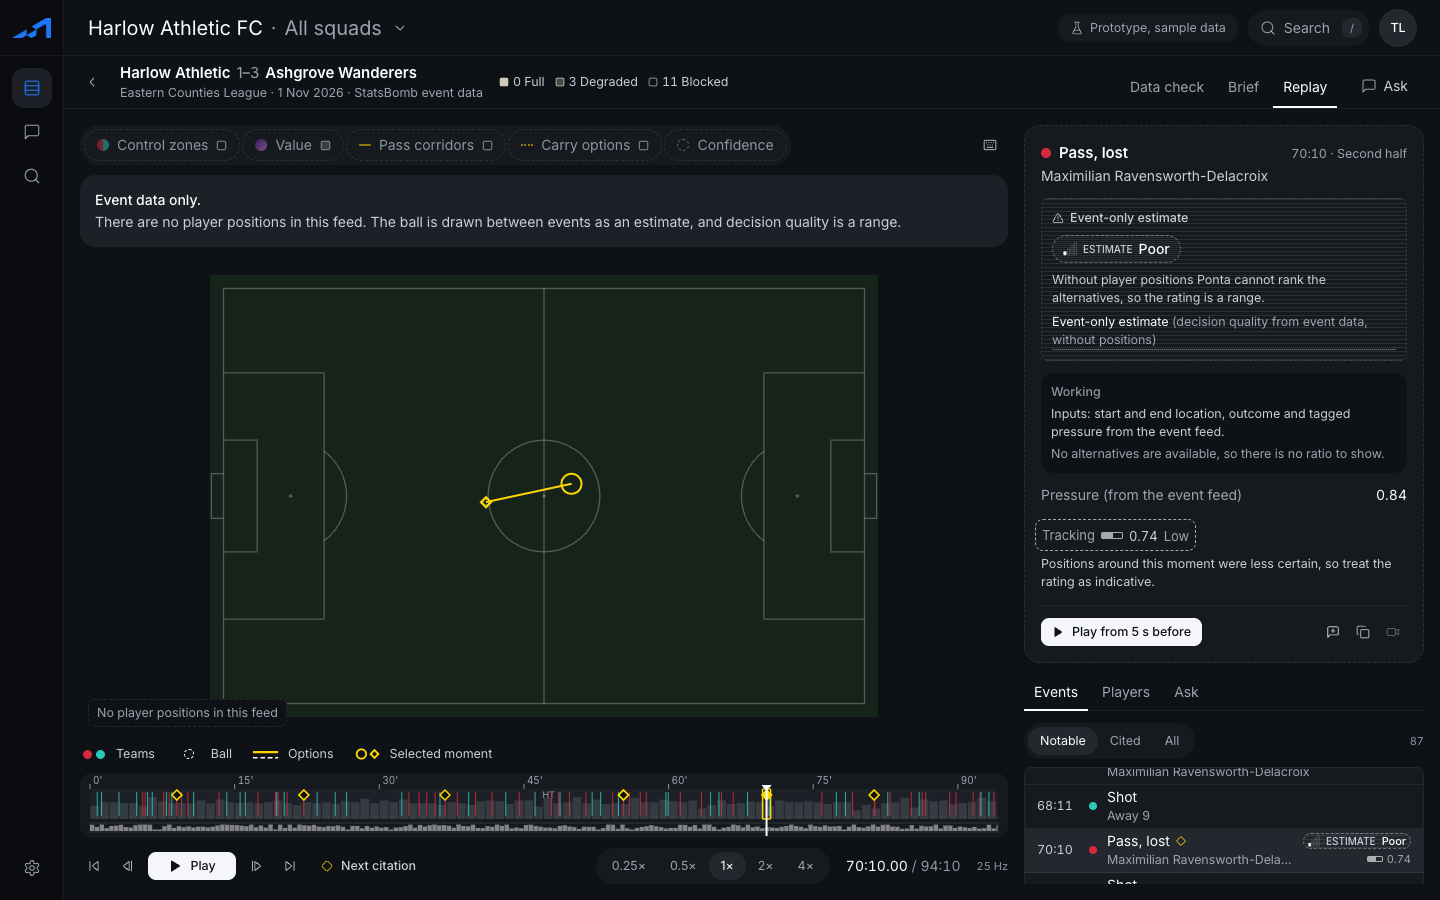 Harlow Athletic FC · All squads
Prototype, sample data
Search /
TL
Harlow Athletic 1–3 Ashgrove Wanderers
Eastern Counties League · 1 Nov 2026 · StatsBomb event data
0 Full
3 Degraded
11 Blocked
Data check
Brief
Replay
Ask
Control zones
Value
Pass corridors
Carry options
Confidence
Event data only.
There are no player positions in this feed. The ball is drawn between events as an estimate, and decision quality is a range.
No player positions in this feed
Teams
Ball
Options
Selected moment
0'
15'
30'
45'
60'
75'
90'
HT
Play
Next citation
0.25×
0.5×
1×
2×
4×
70:10.00 / 94:10
25 Hz
Pass, lost
70:10 · Second half
Maximilian Ravensworth-Delacroix
Event-only estimate
ESTIMATE Poor
Without player positions Ponta cannot rank the
alternatives, so the rating is a range.
Event-only estimate (decision quality from event data,
without positions)
Working
Inputs: start and end location, outcome and tagged
pressure from the event feed.
No alternatives are available, so there is no ratio to show.
Pressure (from the event feed)
0.84
Tracking 0.74 Low
Positions around this moment were less certain, so treat the
rating as indicative.
Play from 5 s before
Events
Players
Ask
Notable
Cited
All
87
Maximilian Ravensworth-Delacroix
68:11
Shot
Away 9
70:10
Pass, lost
ESTIMATE Poor
Maximilian Ravensworth-Dela...
0.74
Shot